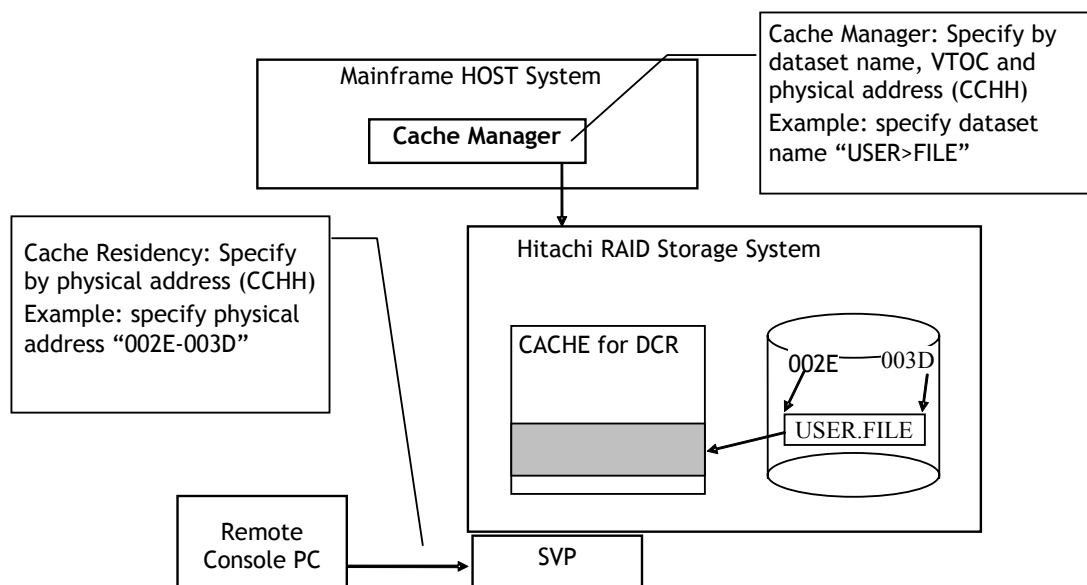 Cache Manager: Specify by
dataset name, VTOC and
physical address (CCHH)
Example: specify dataset
name “USER>FILE”
Mainframe HOST System
Cache Manager
Cache Residency: Specify
by physical address (CCHH)
Example: specify physical
address “002E-003D”
Hitachi RAID Storage System
CACHE for DCR
002E
003D
USER.FILE
Remote
Console PC
SVP